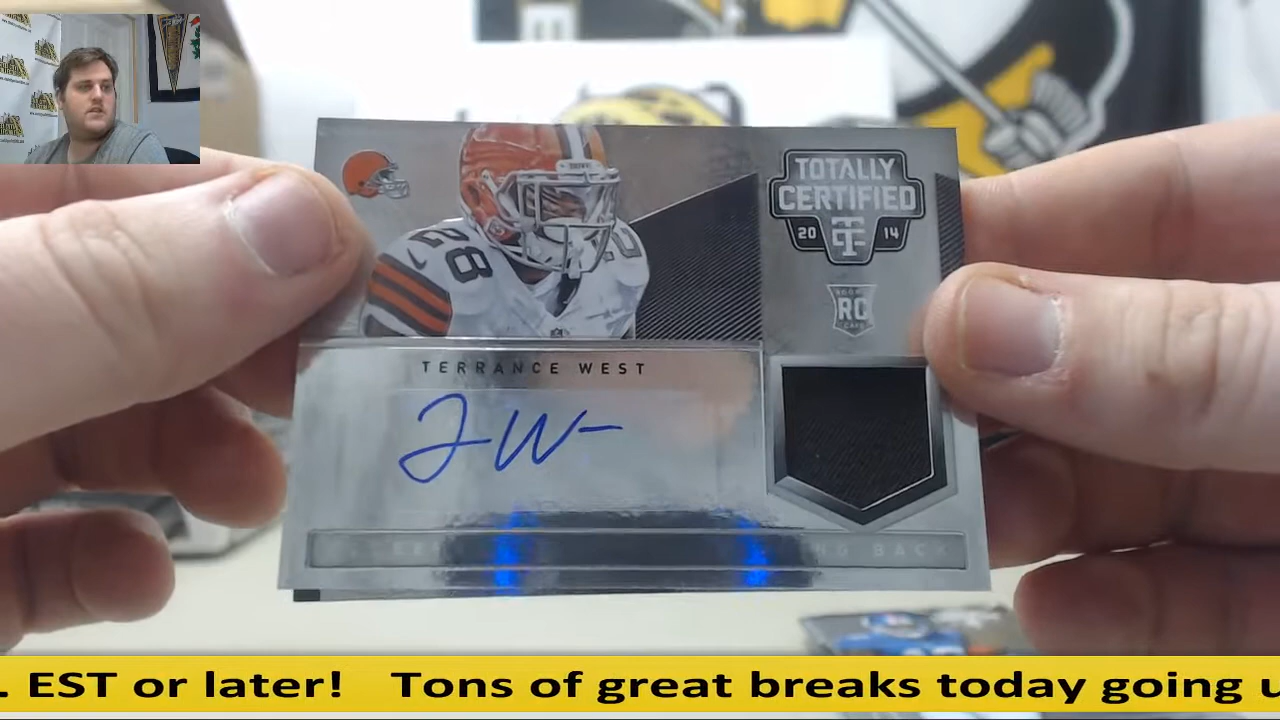 TOTALLY
CERTIFIED
20 14
RC
28
TERRANCE WEST
. EST or later! Tons of great breaks today going u